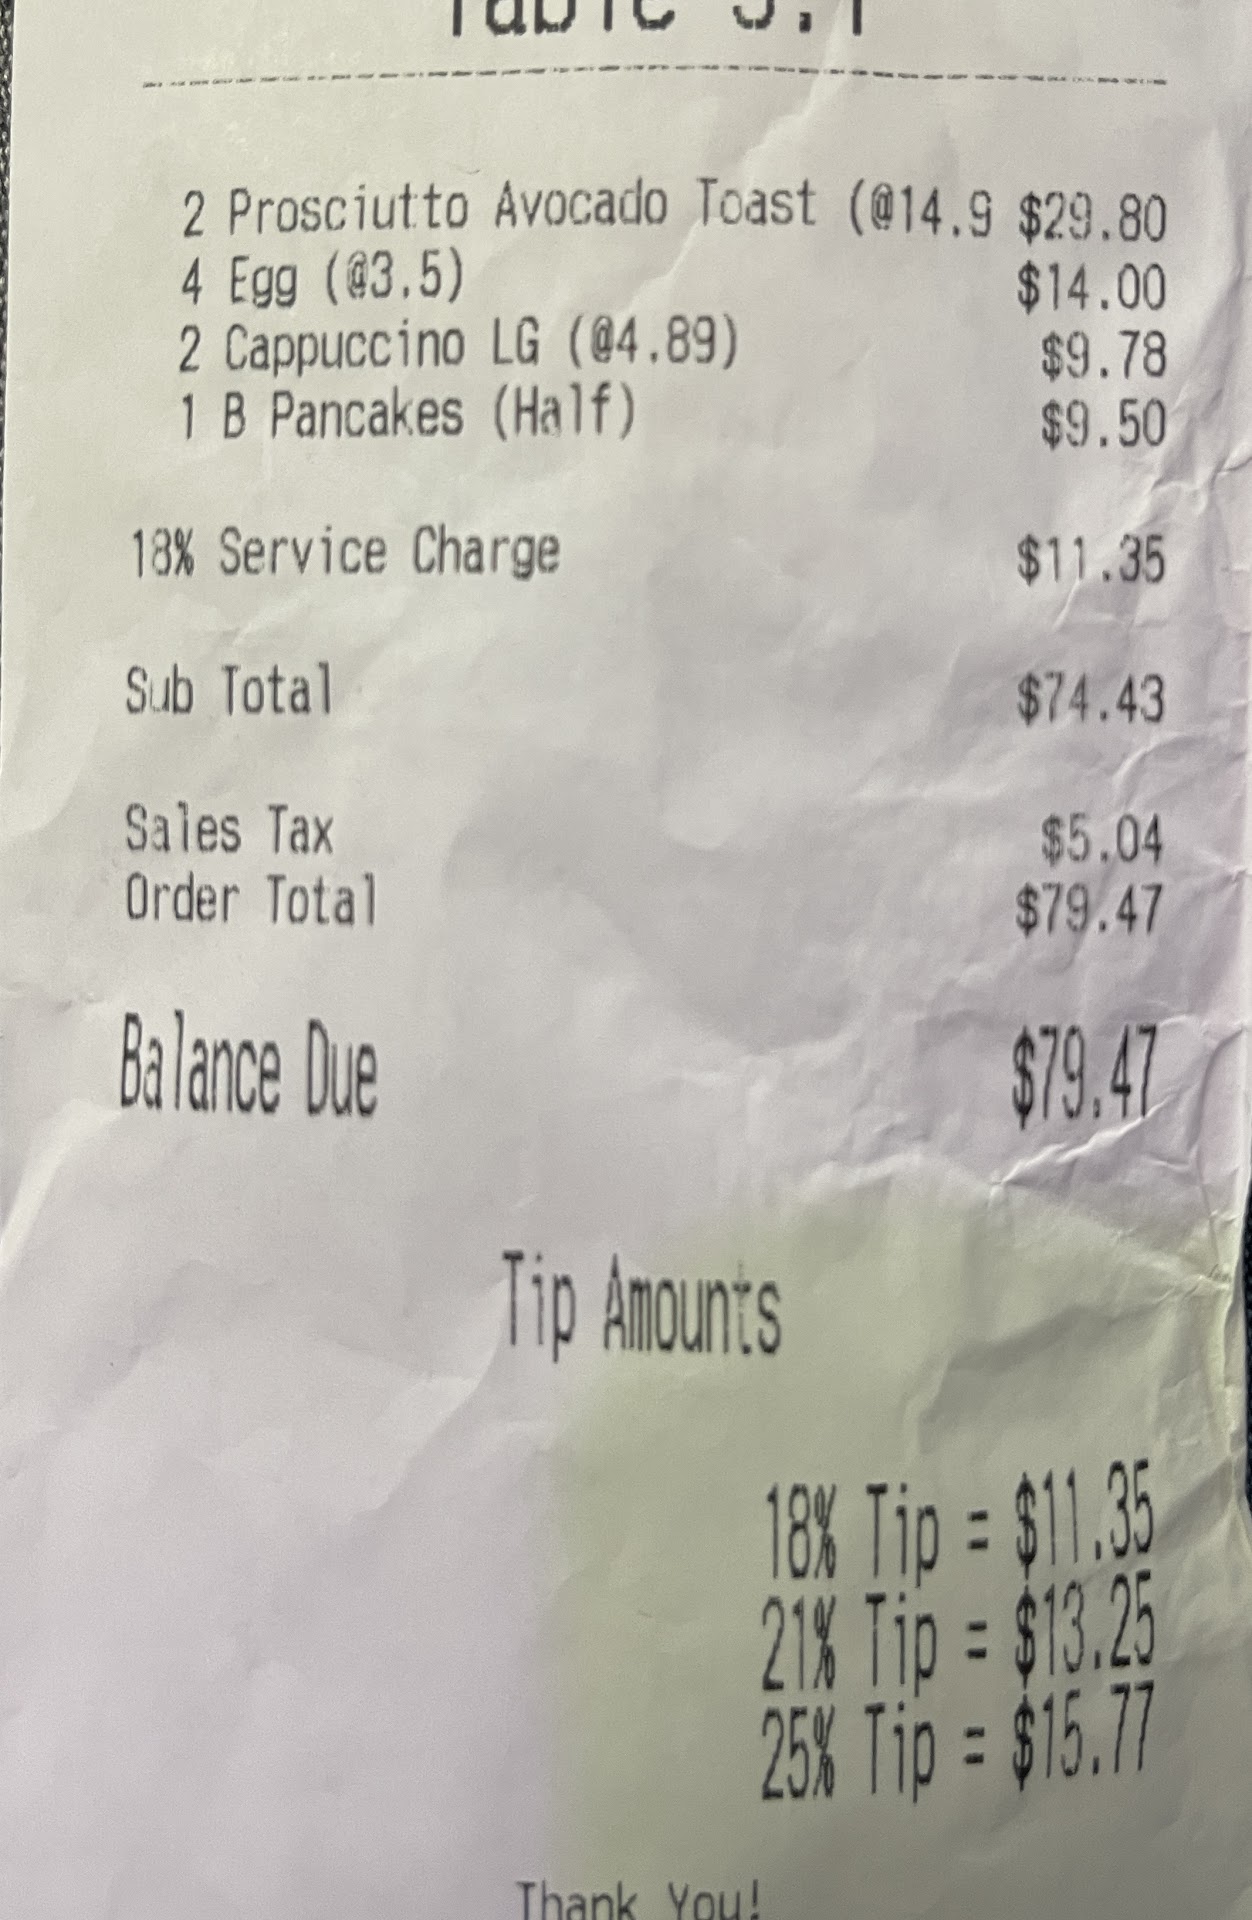 Table
2 Prosciutto Avocado Toast (@14.9 $29.80
4 Egg (@3.5) $14.00
2 Cappuccino LG (@4.89) $9.78
1 B Pancakes (Half) $9.50
18% Service Charge $11.35
Sub Total $74.43
Sales Tax $5.04
Order Total $79.47
Balance Due $79.47
Tip Amounts
18% Tip = $11.35
21% Tip = $13.25
25% Tip = $15.77
Thank You!